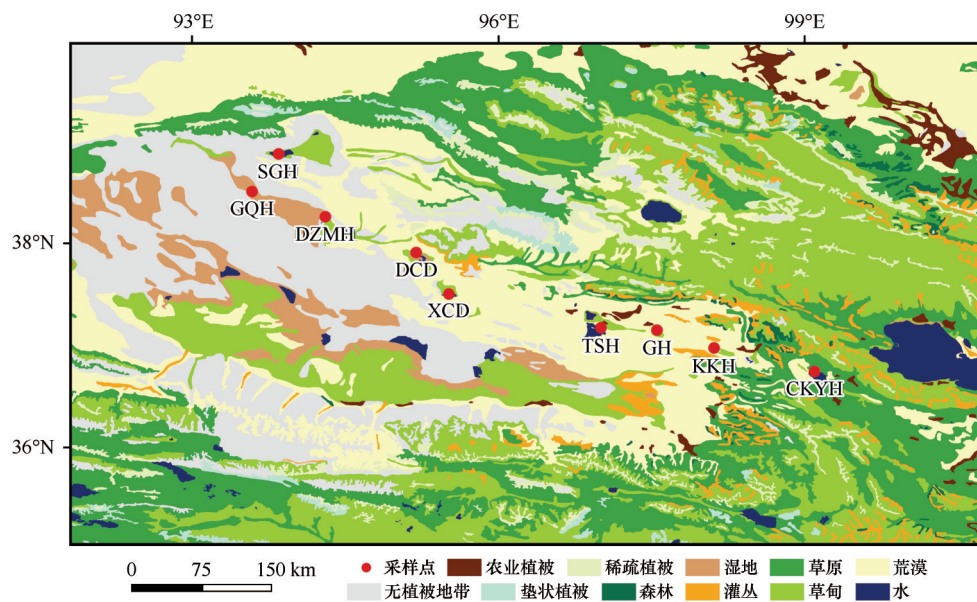 93°E 96°E 99°E
SGH
GQH
DZMH
38°N
DCD
XCD
TSH
GH
KKH
CKYH
36°N
采样点 农业植被 稀疏植被 湿地 草原 荒漠
0 75 150 km
无植被地带 垫状植被 森林 灌丛 草甸 水